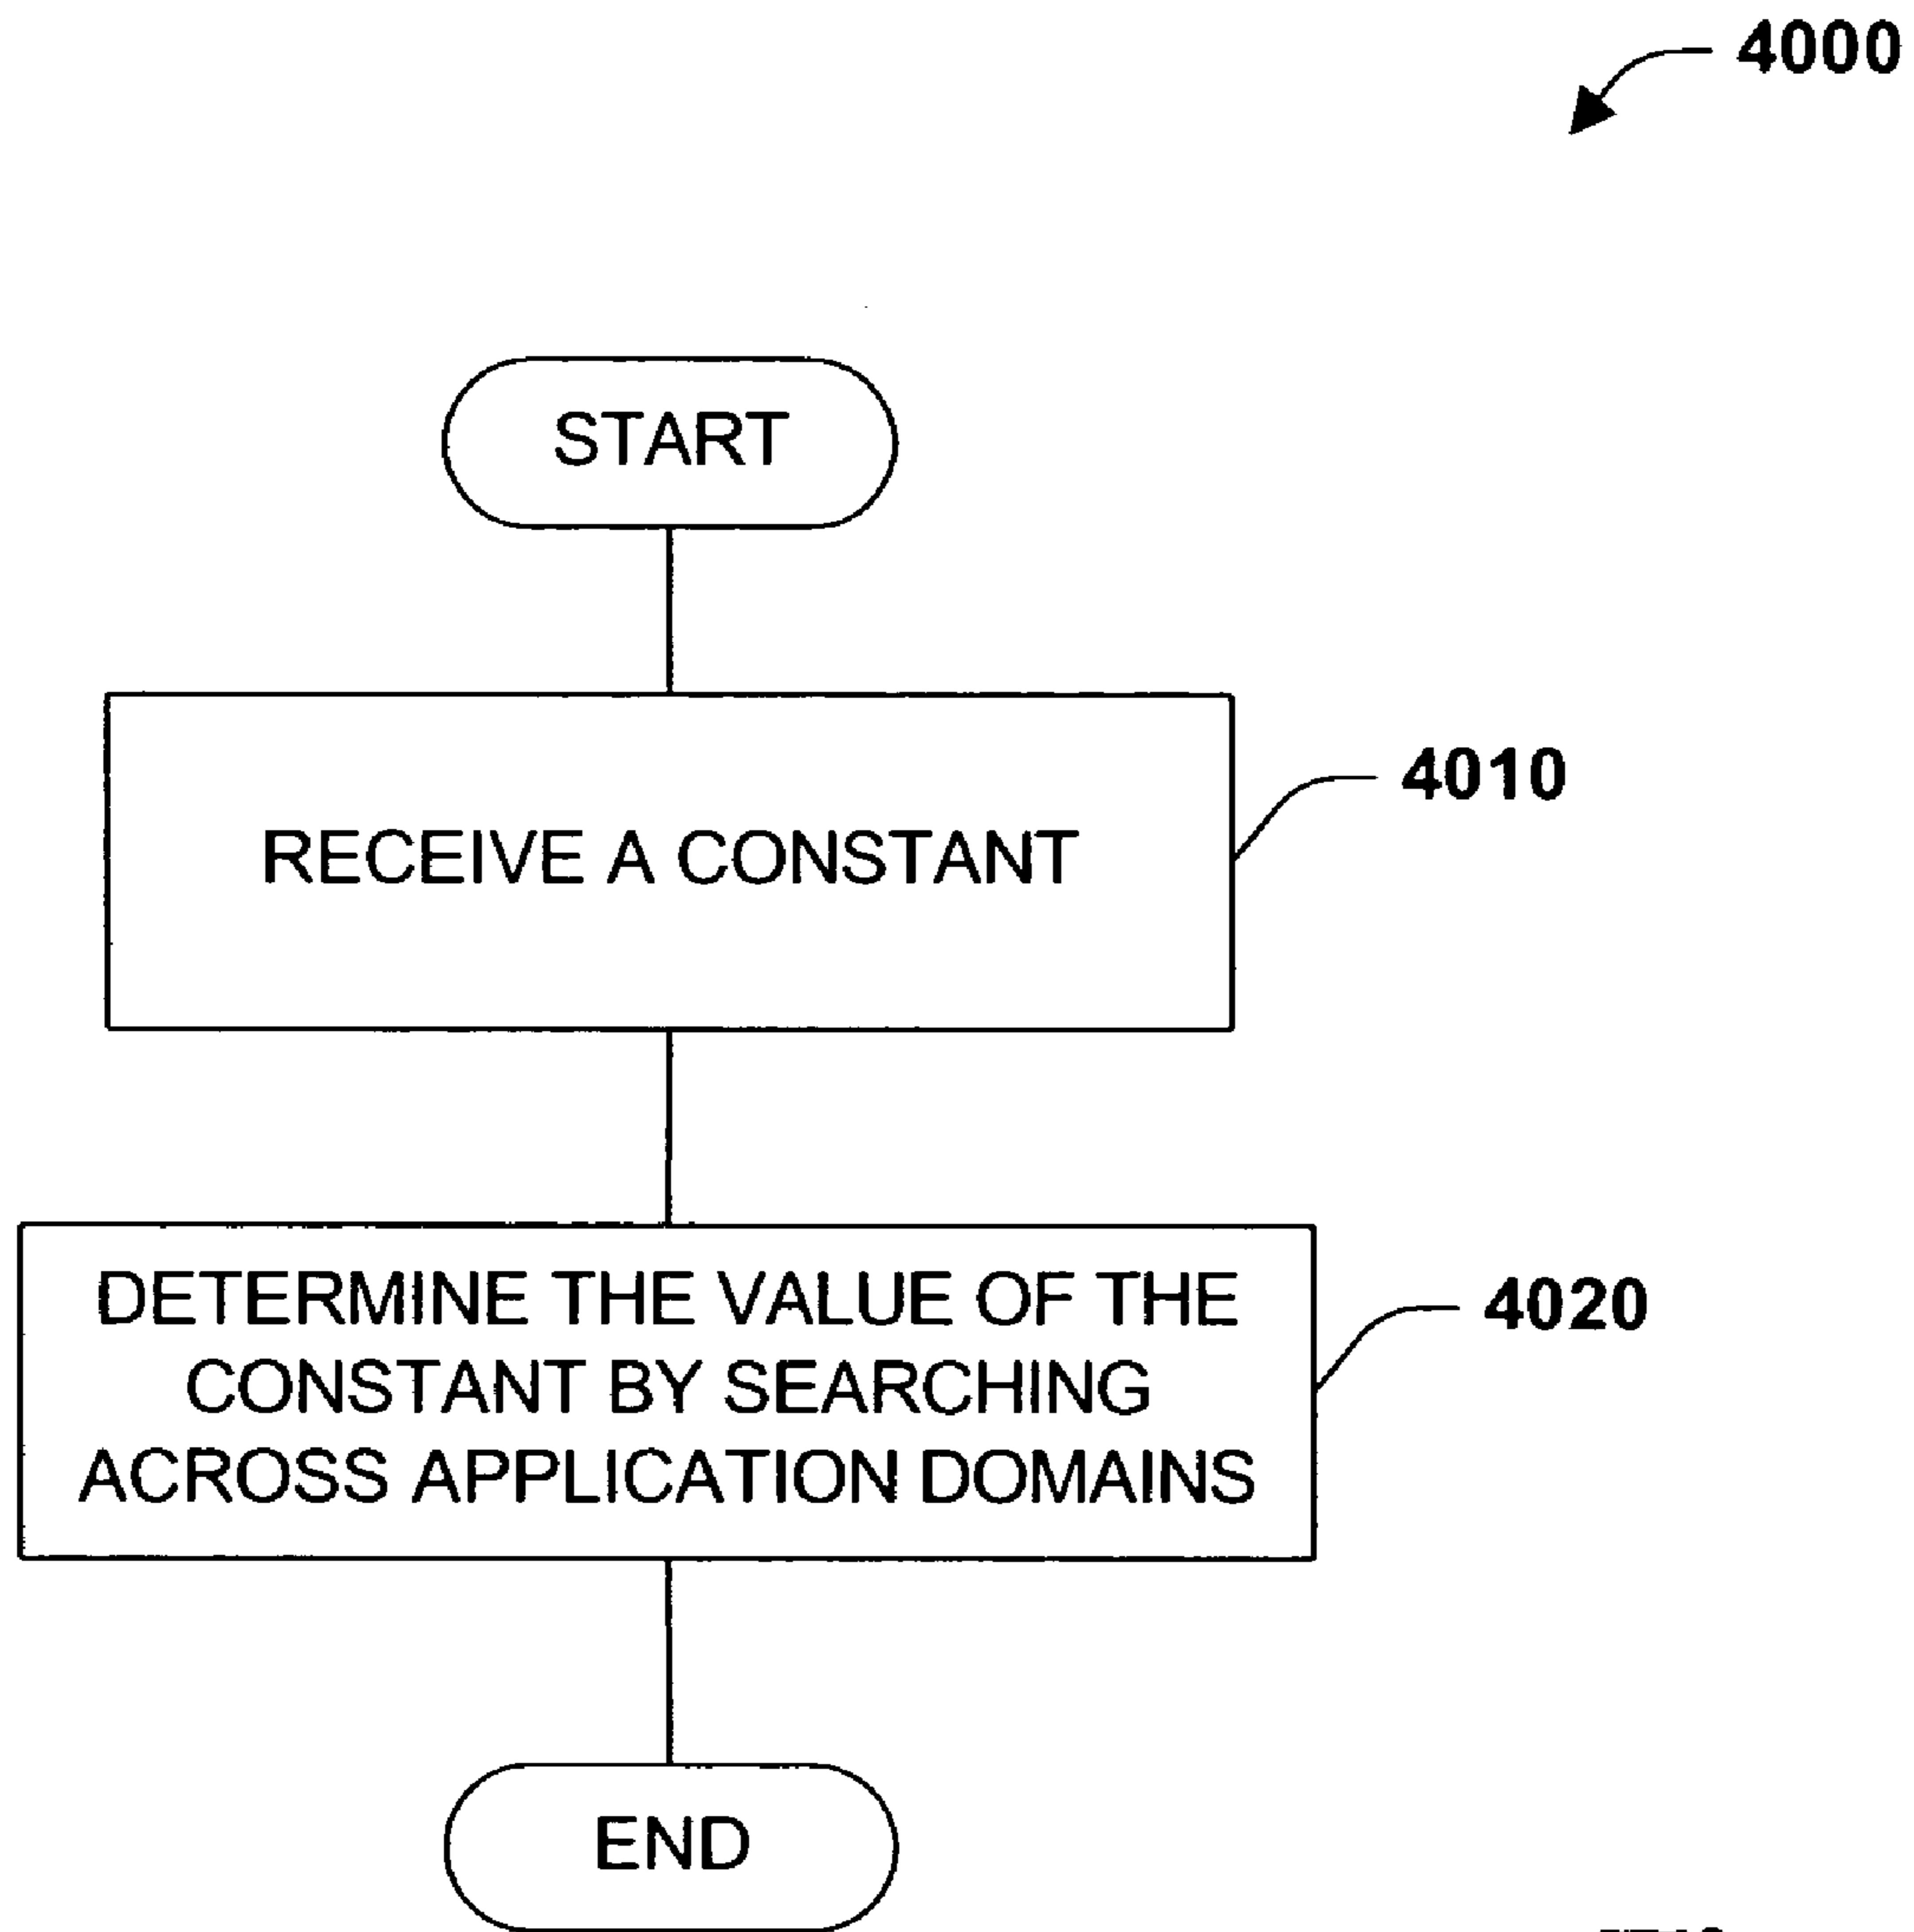 4000
START
RECEIVE A CONSTANT
4010
DETERMINE THE VALUE OF THE
CONSTANT BY SEARCHING
ACROSS APPLICATION DOMAINS
4020
END